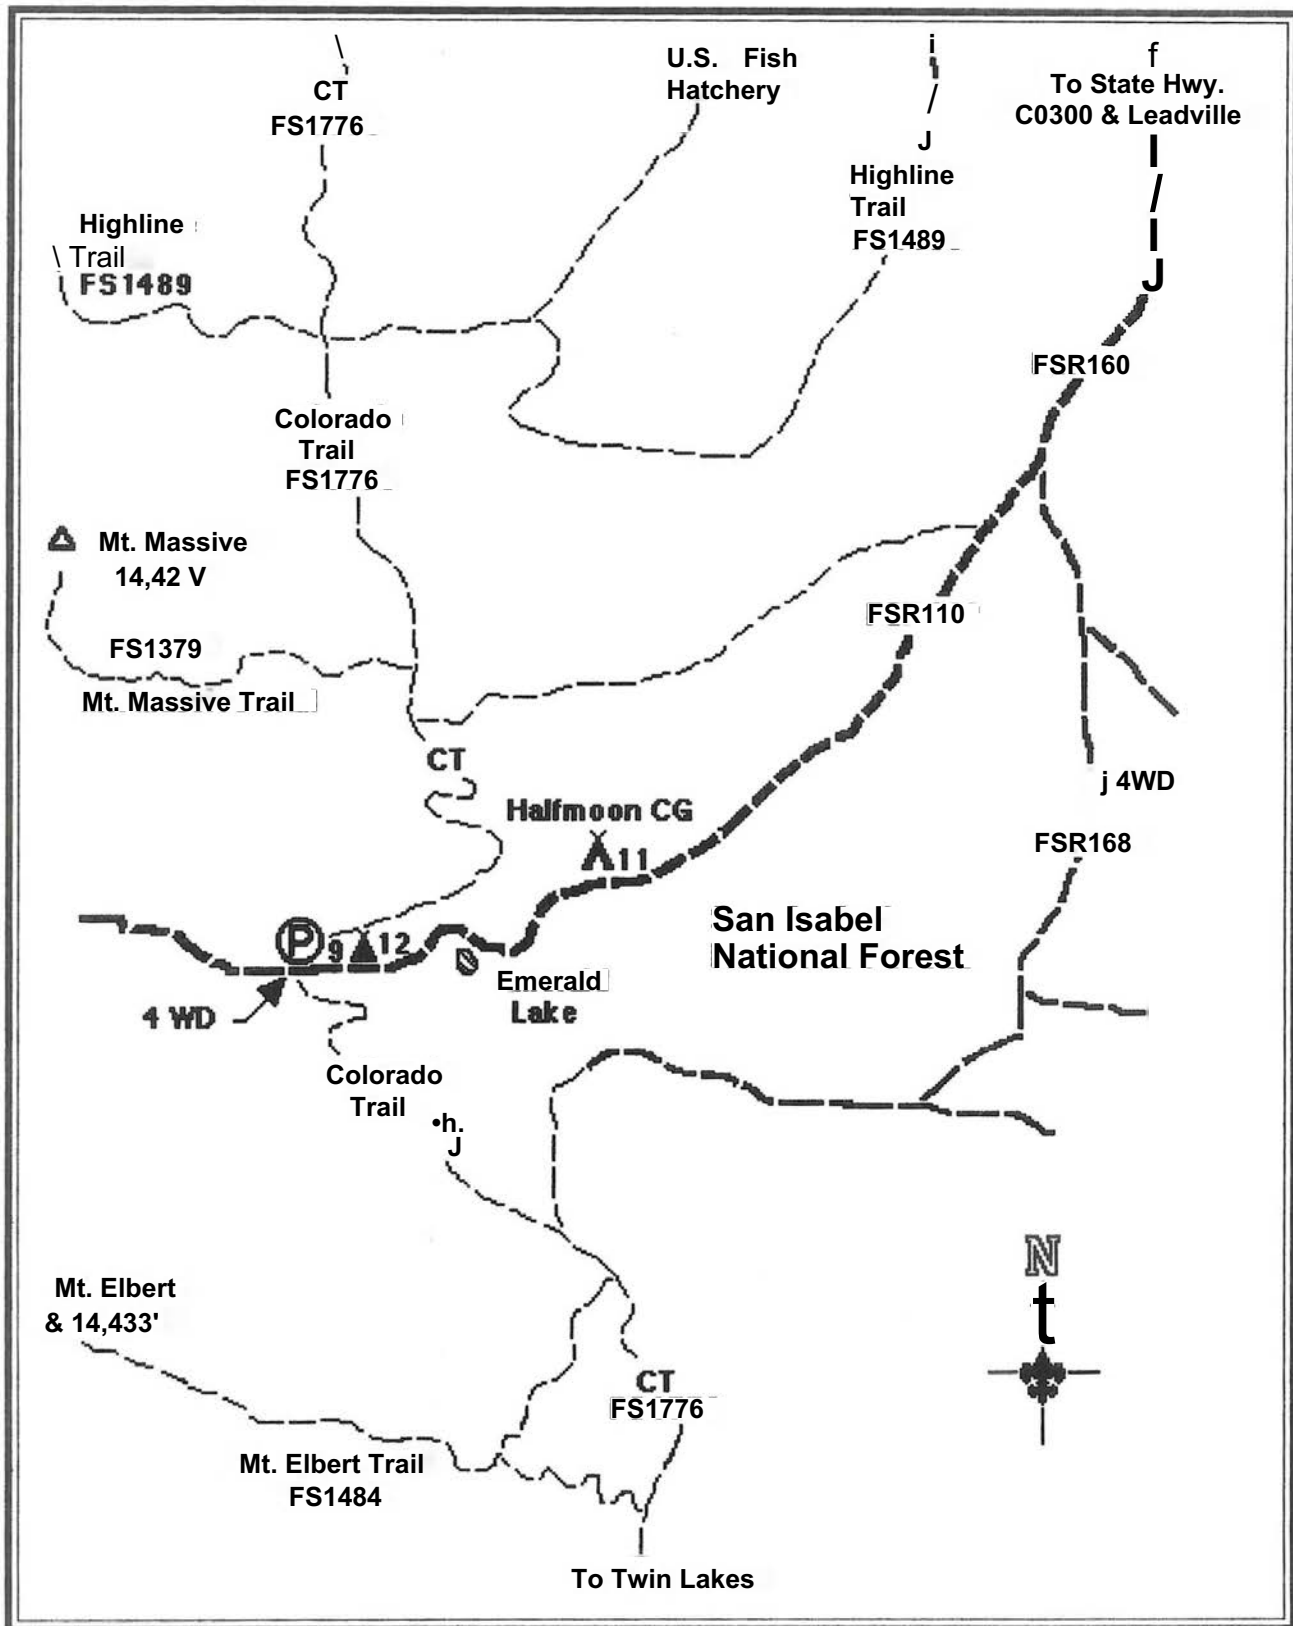 CT
FS1776
U.S. Fish
Hatchery
i
/
J
Highline
Trail
FS1489
f
To State Hwy.
C0300 & Leadville
I
/
I
J
Highline
\ Trail
FS1489
FSR160
Colorado
Trail
FS1776
Mt. Massive
14,42 V
FS1379
Mt. Massive Trail
FSR110
CT
j 4WD
Halfmoon CG
11
FSR168
San Isabel
National Forest
P 9 12
Emerald
Lake
4 WD
Colorado
Trail
•h.
J
N
t
Mt. Elbert
& 14,433'
CT
FS1776
Mt. Elbert Trail
FS1484
To Twin Lakes